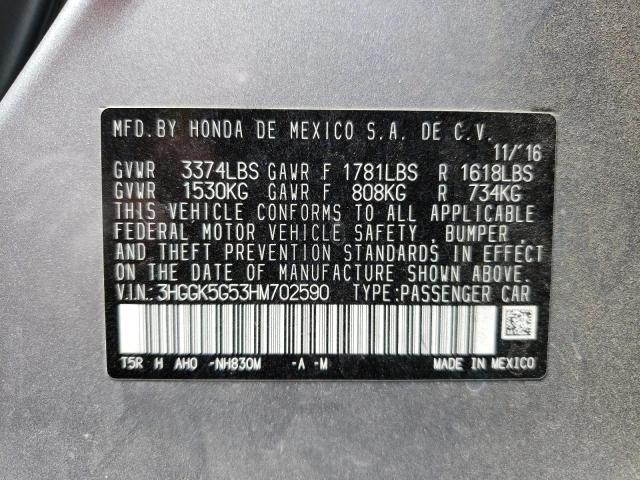 MFD. BY HONDA DE MEXICO S.A. DE C.V.
11/'16
GVWR 3374LBS GAWR F 1781LBS R 1618LBS
GVWR 1530KG GAWR F 808KG R 734KG
THIS VEHICLE CONFORMS TO ALL APPLICABLE
FEDERAL MOTOR VEHICLE SAFETY , BUMPER ,
AND THEFT PREVENTION STANDARDS IN EFFECT
ON THE DATE OF MANUFACTURE SHOWN ABOVE.
V.I.N.: 3HGGK5G53HM702590 TYPE:PASSENGER CAR
T5R H AH0 -NH830M -A -M MADE IN MEXICO